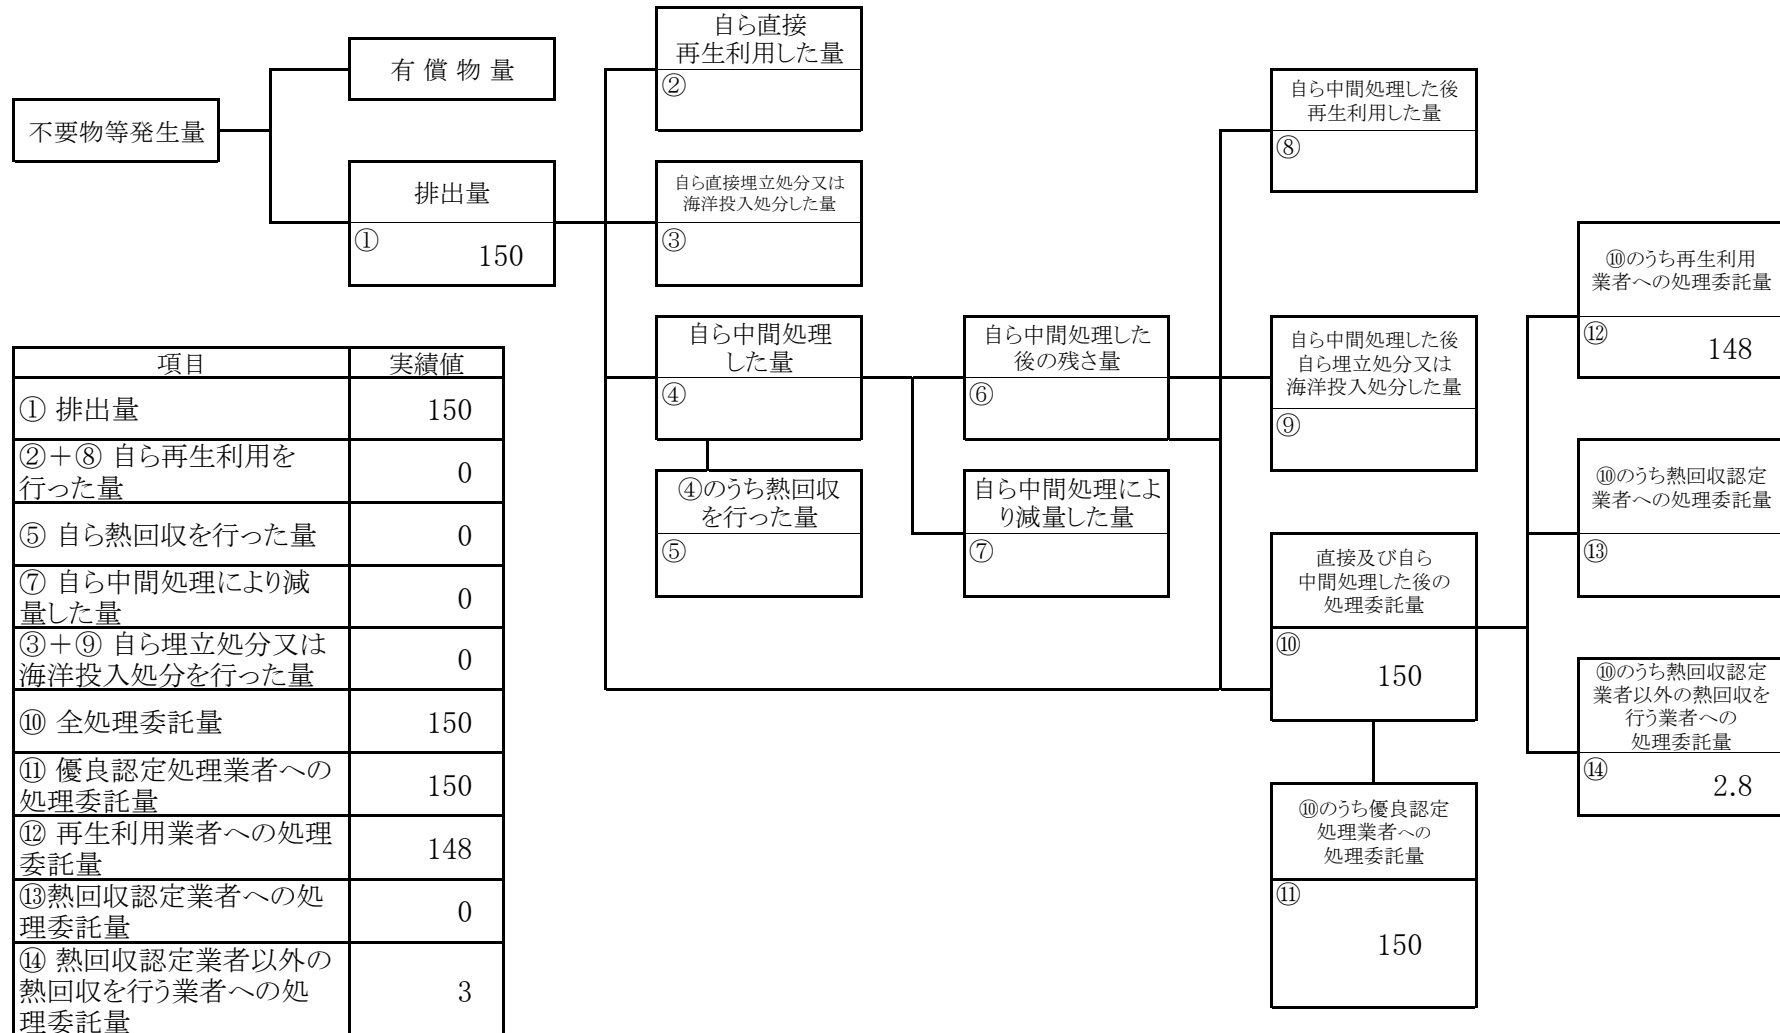 自ら直接
再生利用した量
②
有償物量
不要物等発生量
排出量
①
150
自ら直接埋立処分又は
海洋投入処分した量
③
自ら中間処理した後
再生利用した量
⑧
⑩のうち再生利用
業者への処理委託量
⑫
148
自ら中間処理
した量
④
自ら中間処理した
後の残さ量
⑥
自ら中間処理した後
自ら埋立処分又は
海洋投入処分した量
⑨
④のうち熱回収
を行った量
⑤
自ら中間処理によ
り減量した量
⑦
⑩のうち熱回収認定
業者への処理委託量
⑬
直接及び自ら
中間処理した後の
処理委託量
⑩
150
⑩のうち熱回収認定
業者以外の熱回収を
行う業者への
処理委託量
⑭
2.8
⑩のうち優良認定
処理業者への
処理委託量
⑪
150
項目 実績値
① 排出量 150
②+⑧ 自ら再生利用を
行った量 0
⑤ 自ら熱回収を行った量 0
⑦ 自ら中間処理により減
量した量 0
③+⑨ 自ら埋立処分又は
海洋投入処分を行った量 0
⑩ 全処理委託量 150
⑪ 優良認定処理業者への
処理委託量 150
⑫ 再生利用業者への処理
委託量 148
⑬熱回収認定業者への処
理委託量 0
⑭ 熱回収認定業者以外の
熱回収を行う業者への処
理委託量 3